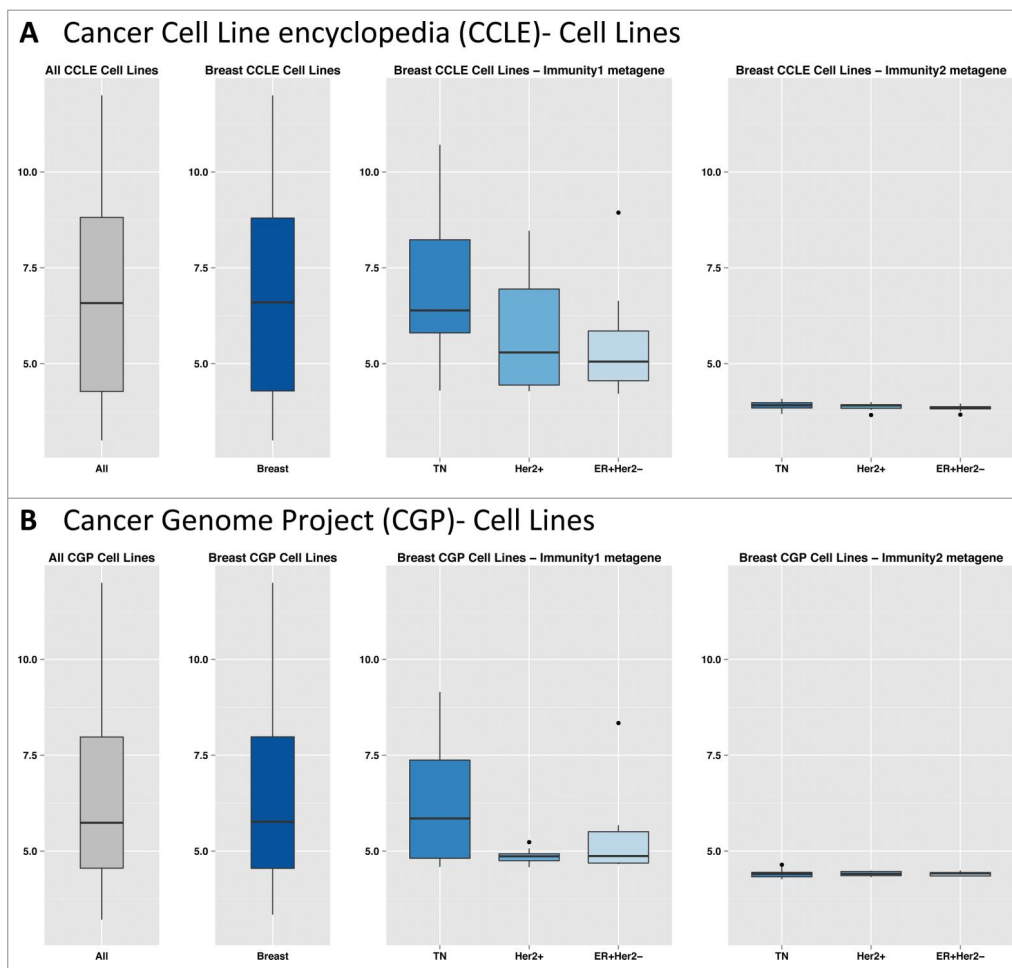 A Cancer Cell Line encyclopedia (CCLE)- Cell Lines
All CCLE Cell Lines
Breast CCLE Cell Lines
Breast CCLE Cell Lines – Immunity1 metagene
Breast CCLE Cell Lines – Immunity2 metagene
10.0
10.0
10.0
10.0
7.5
7.5
7.5
7.5
5.0
5.0
5.0
5.0
All
Breast
TN
Her2+
ER+Her2–
TN
Her2+
ER+Her2–
B Cancer Genome Project (CGP)- Cell Lines
All CGP Cell Lines
Breast CGP Cell Lines
Breast CGP Cell Lines – Immunity1 metagene
Breast CGP Cell Lines – Immunity2 metagene
10.0
10.0
10.0
10.0
7.5
7.5
7.5
7.5
5.0
5.0
5.0
5.0
All
Breast
TN
Her2+
ER+Her2–
TN
Her2+
ER+Her2–